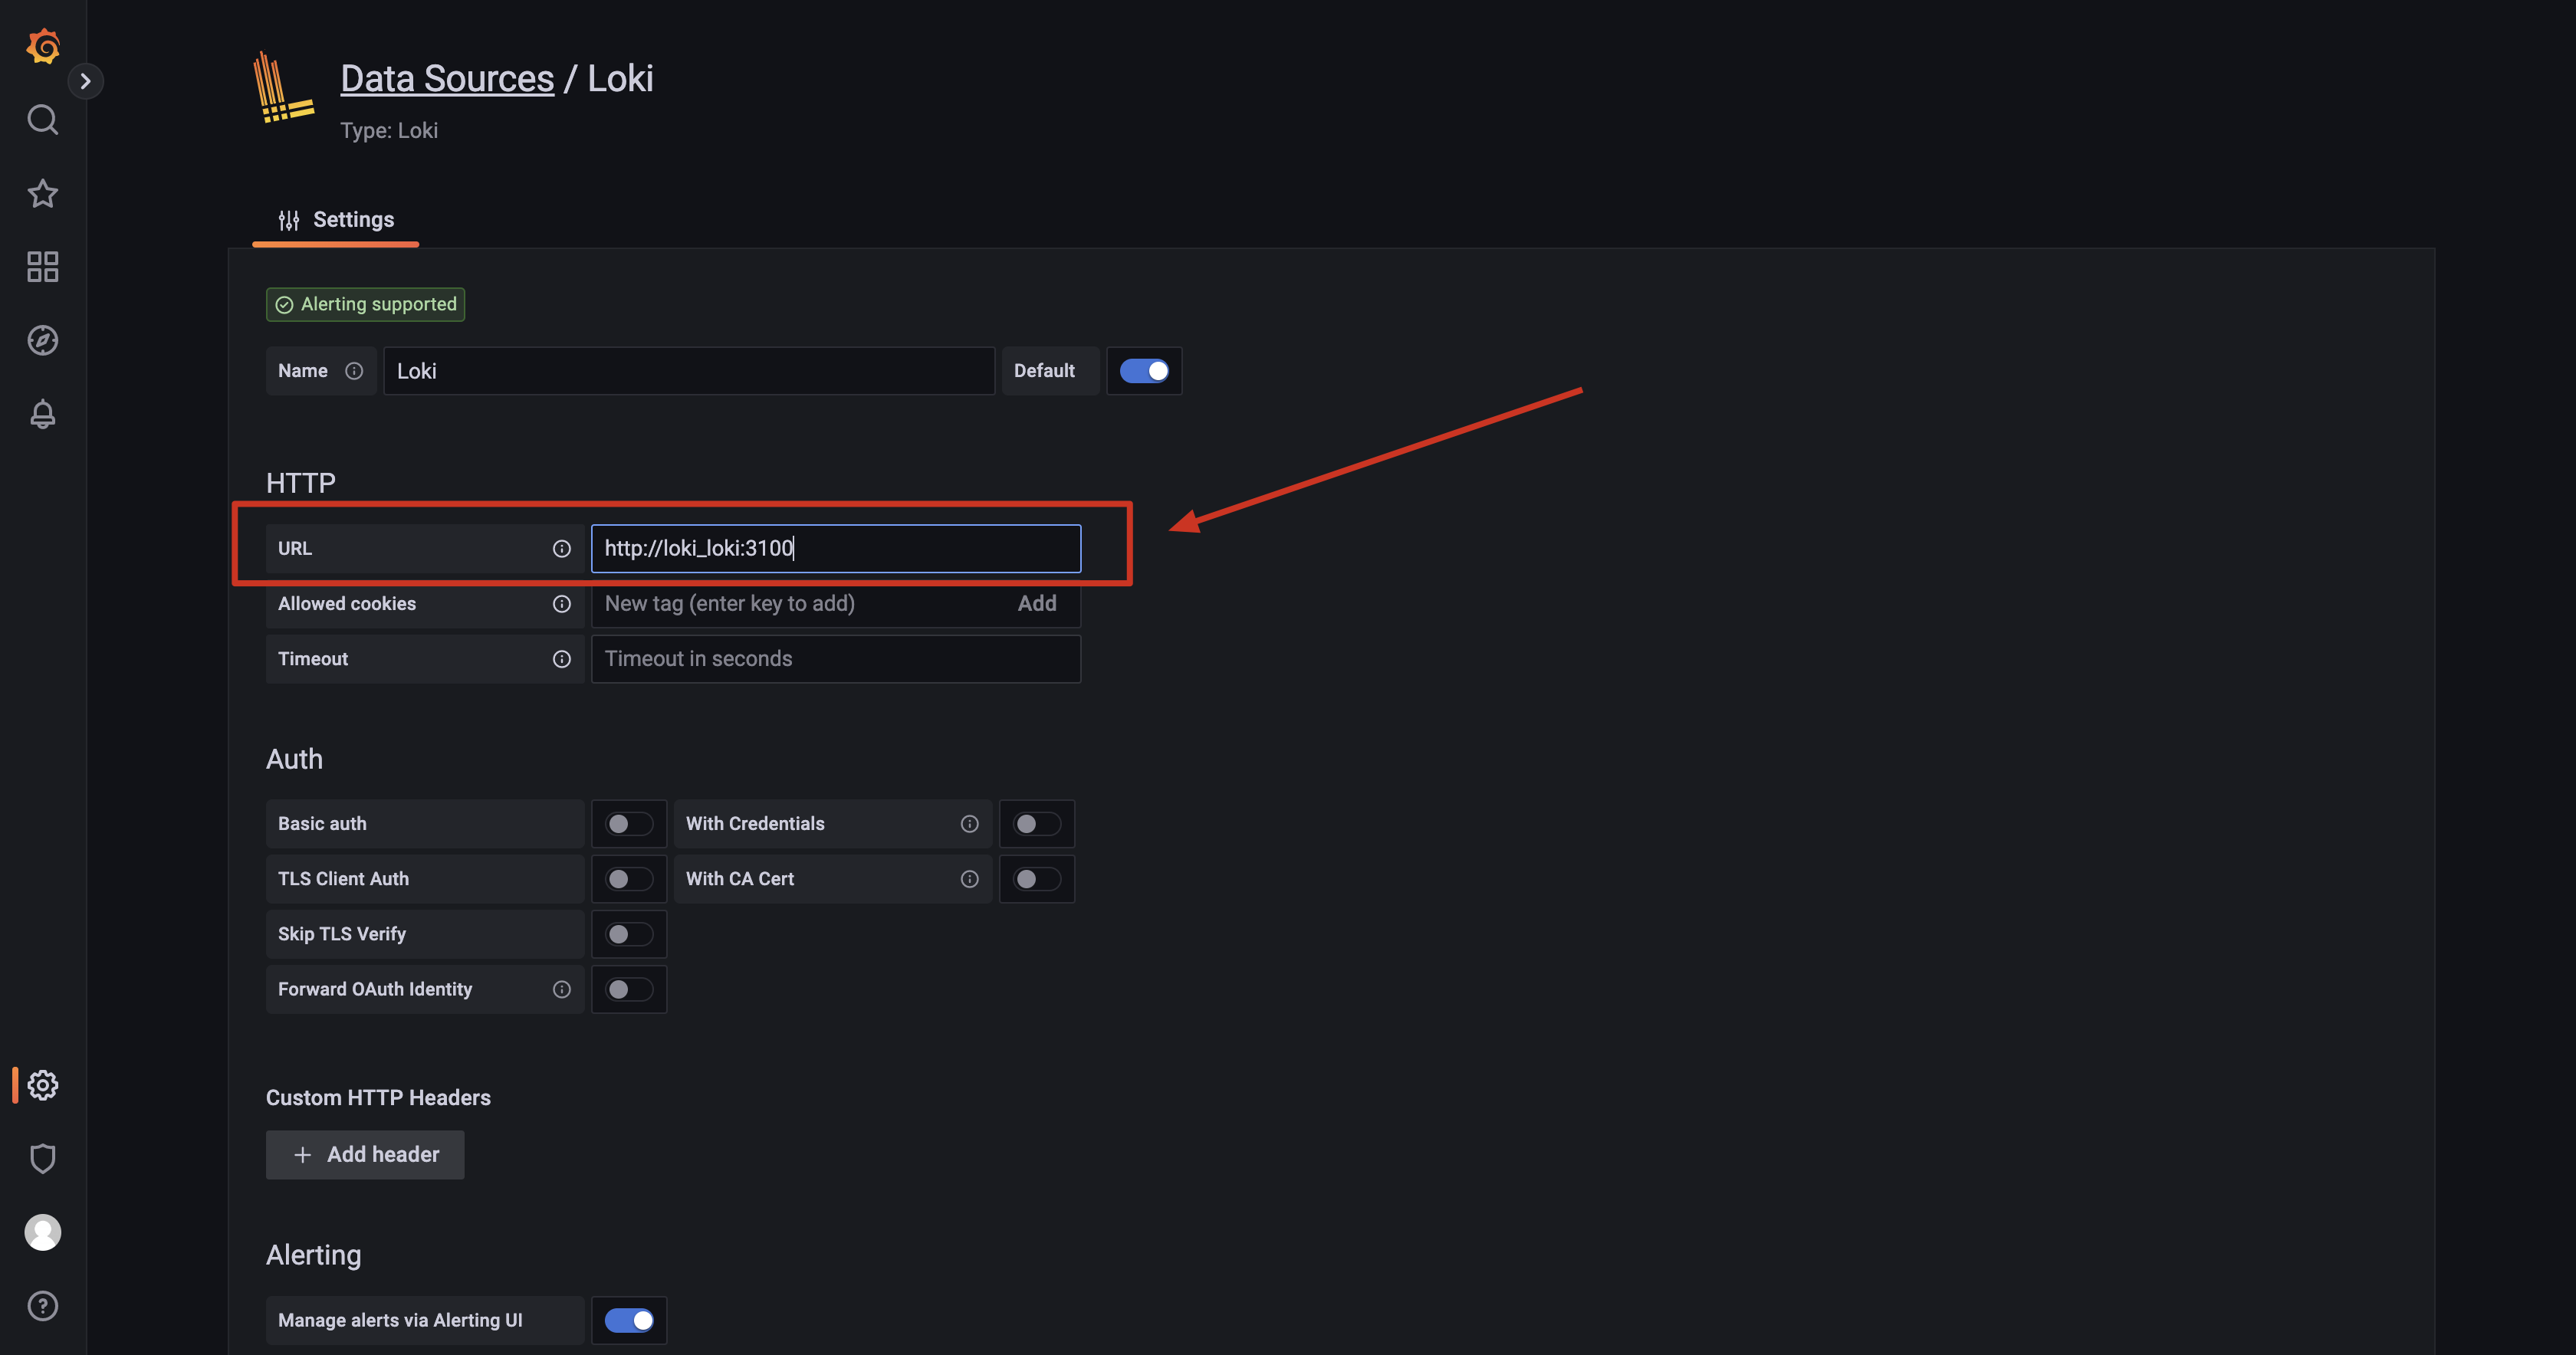 Data Sources / Loki
Type: Loki
Settings
Alerting supported
Name Loki Default
HTTP
URL http://loki_loki:3100
Allowed cookies New tag (enter key to add) Add
Timeout Timeout in seconds
Auth
Basic auth With Credentials
TLS Client Auth With CA Cert
Skip TLS Verify
Forward OAuth Identity
Custom HTTP Headers
+ Add header
Alerting
Manage alerts via Alerting UI